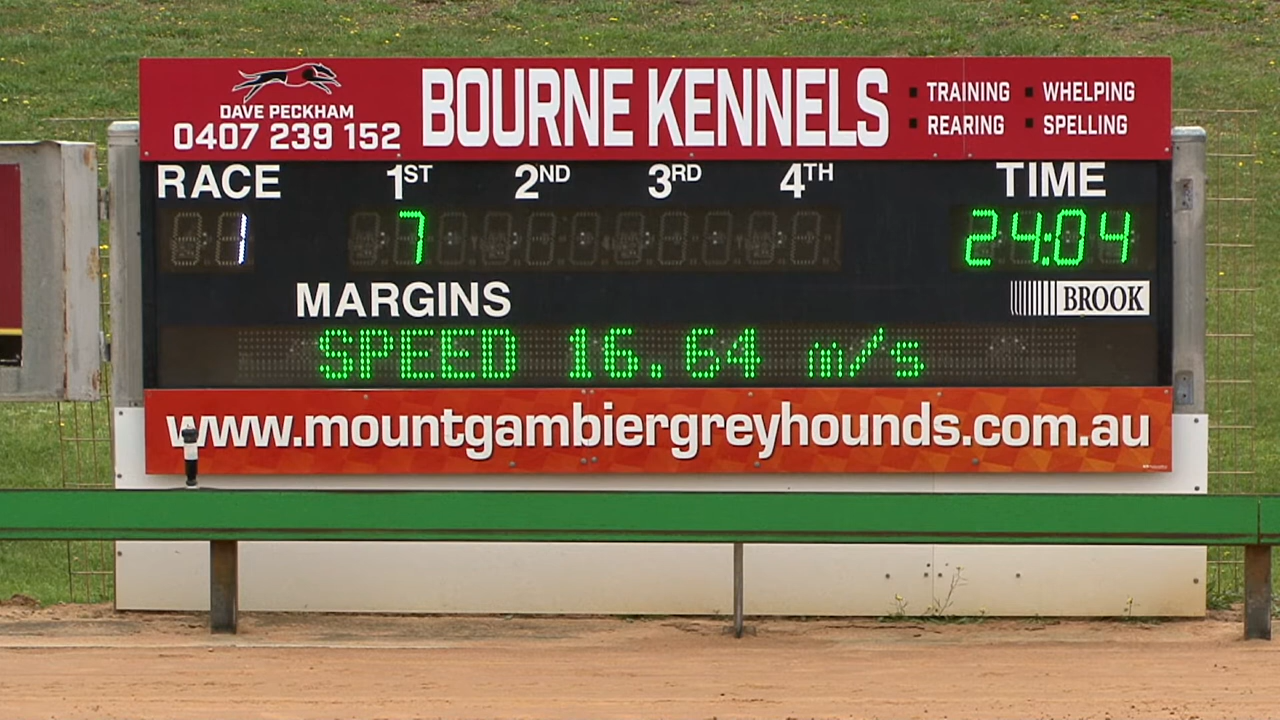 DAVE PECKHAM
0407 239 152
BOURNE KENNELS
TRAINING
WHELPING
REARING
SPELLING
RACE 1ST 2ND 3RD 4TH TIME
1 7 24:04
MARGINS
BROOK
SPEED 16.64 m/s
www.mountgambiergreyhounds.com.au